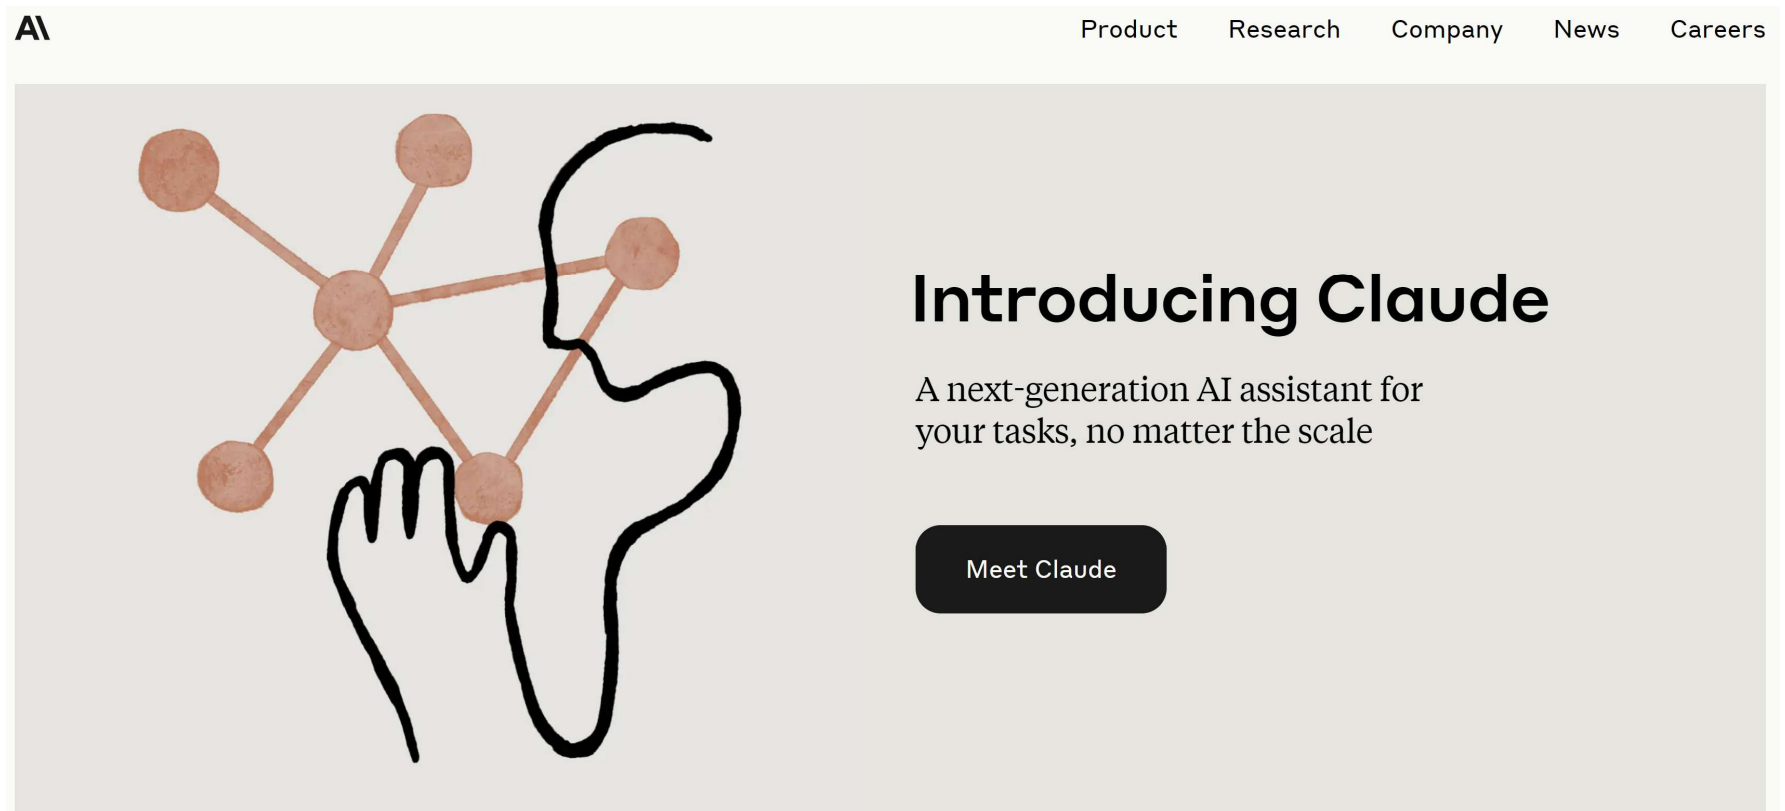 AI
Product
Research
Company
News
Careers
Introducing Claude
A next-generation AI assistant for
your tasks, no matter the scale
Meet Claude